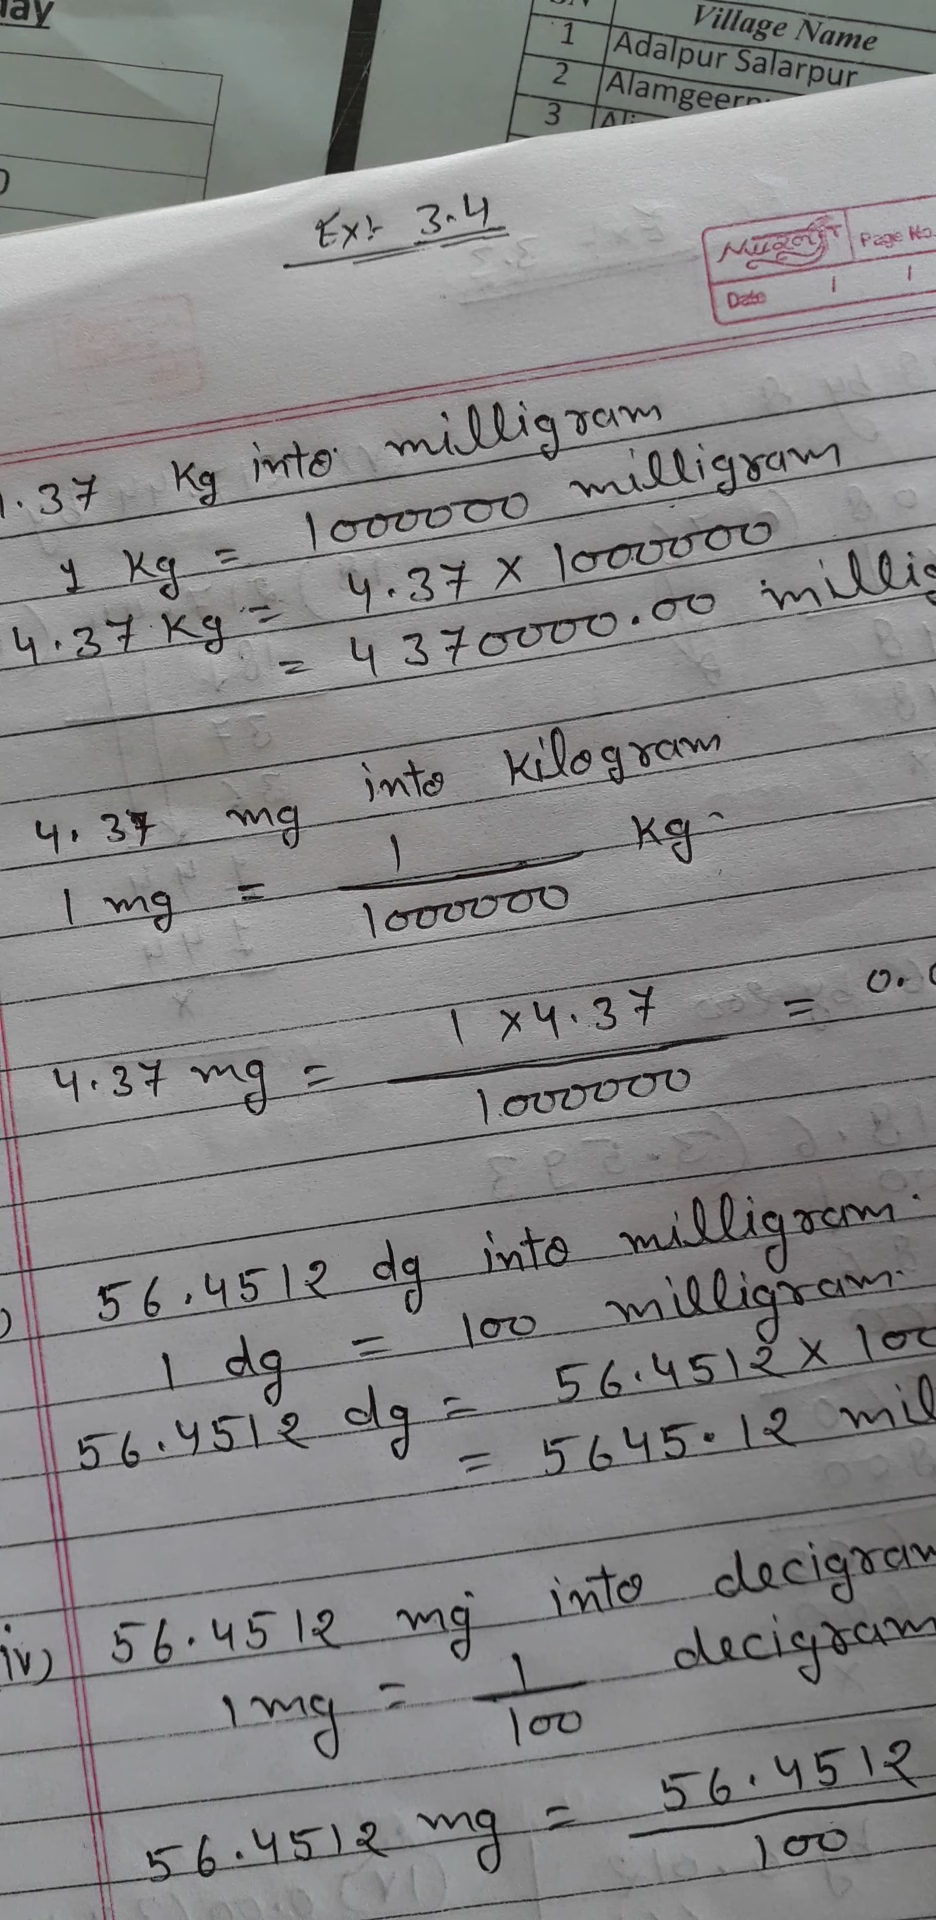 Village Name
1 Adalpur Salarpur
2
3
Ex:- 3.4
Page No.
Date
.37 Kg into milligram
1 Kg = 1000000 milligram
4.37 Kg = 4.37 × 1000000
= 4370000.00
4.37 mg into kilogram
1 mg = 1/1000000 Kg
4.37 mg = 1 × 4.37/1000000 = 0.
56.4512 dg into milligram.
1 dg = 100 milligram.
56.4512 dg = 56.4512 × 100
= 5645.12 mil
iv) 56.4512 mg into decigram
1 mg = 1/100 decigram
56.4512 mg = 56.4512/100